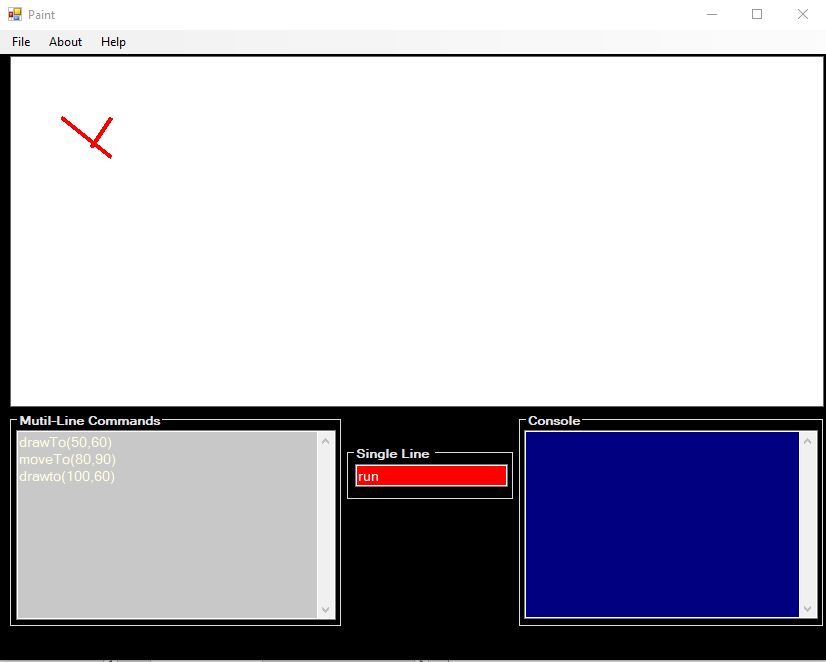 Paint
File About Help
Mutil-Line Commands
drawTo(50,60)
moveTo(80,90)
drawto(100,60)
Single Line
run
Console